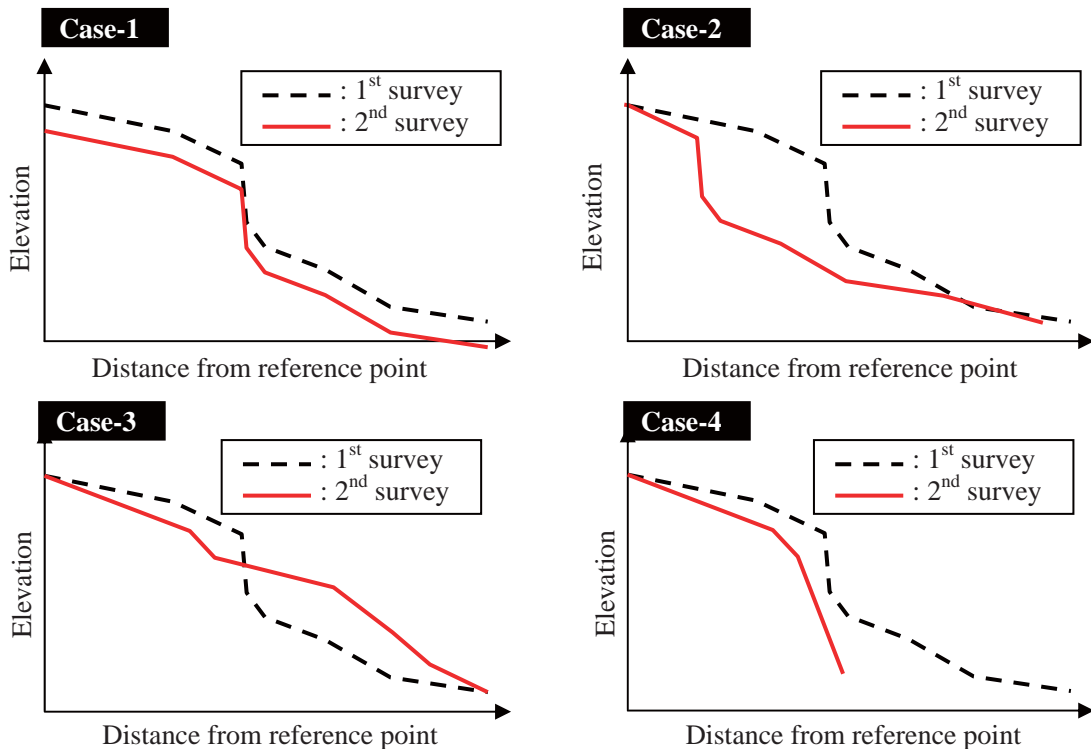 Case-1
: 1st survey
: 2nd survey
Elevation
Distance from reference point
Case-2
: 1st survey
: 2nd survey
Elevation
Distance from reference point
Case-3
: 1st survey
: 2nd survey
Elevation
Distance from reference point
Case-4
: 1st survey
: 2nd survey
Elevation
Distance from reference point